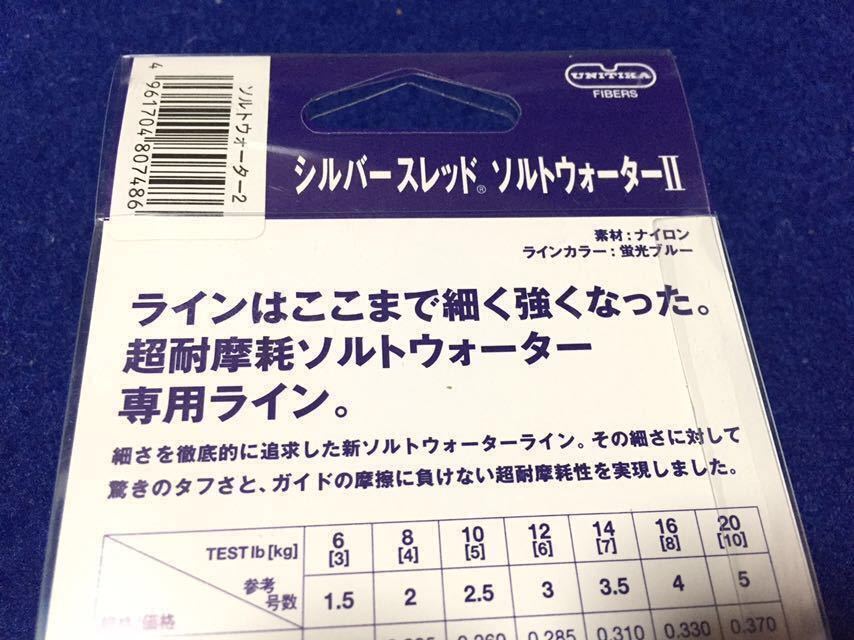 UNITIKA
FIBERS
4961704807486
ソルトウォーター2
シルバースレッド® ソルトウォーターII
素材：ナイロン
ラインカラー：蛍光ブルー
ラインはここまで細く強くなった。
超耐摩耗ソルトウォーター
専用ライン。
細さを徹底的に追求した新ソルトウォーターライン。その細さに対して
驚きのタフさと、ガイドの摩擦に負けない超耐摩耗性を実現しました。
TEST lb [kg] 6 8 10 12 14 16 20
[3] [4] [5] [6] [7] [8] [10]
参考
号数 1.5 2 2.5 3 3.5 4 5
価格 0.285 0.310 0.330 0.370